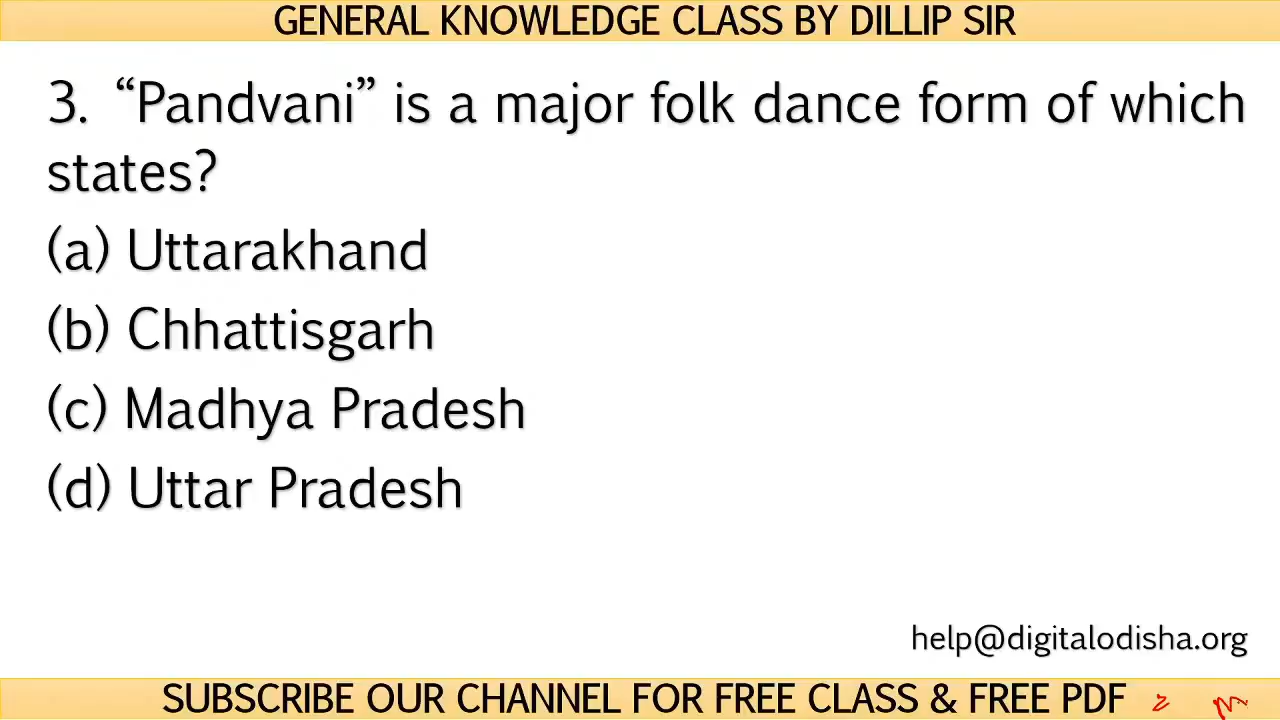 GENERAL KNOWLEDGE CLASS BY DILLIP SIR
3. “Pandvani” is a major folk dance form of which
states?
(a) Uttarakhand
(b) Chhattisgarh
(c) Madhya Pradesh
(d) Uttar Pradesh
help@digitalodisha.org
SUBSCRIBE OUR CHANNEL FOR FREE CLASS & FREE PDF